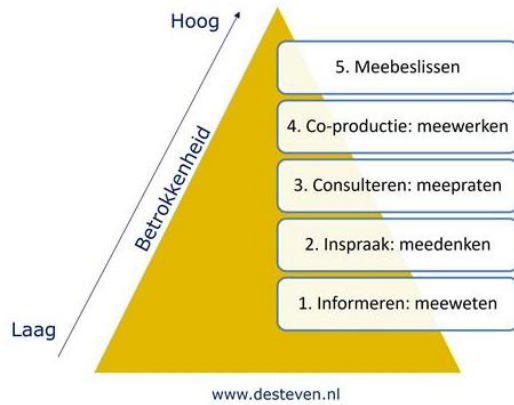 Hoog
5. Meebeslissen
4. Co-productie: meewerken
Betrokkenheid
3. Consulteren: meepraten
2. Inspraak: meedenken
1. Informeren: meeweten
Laag
www.desteven.nl